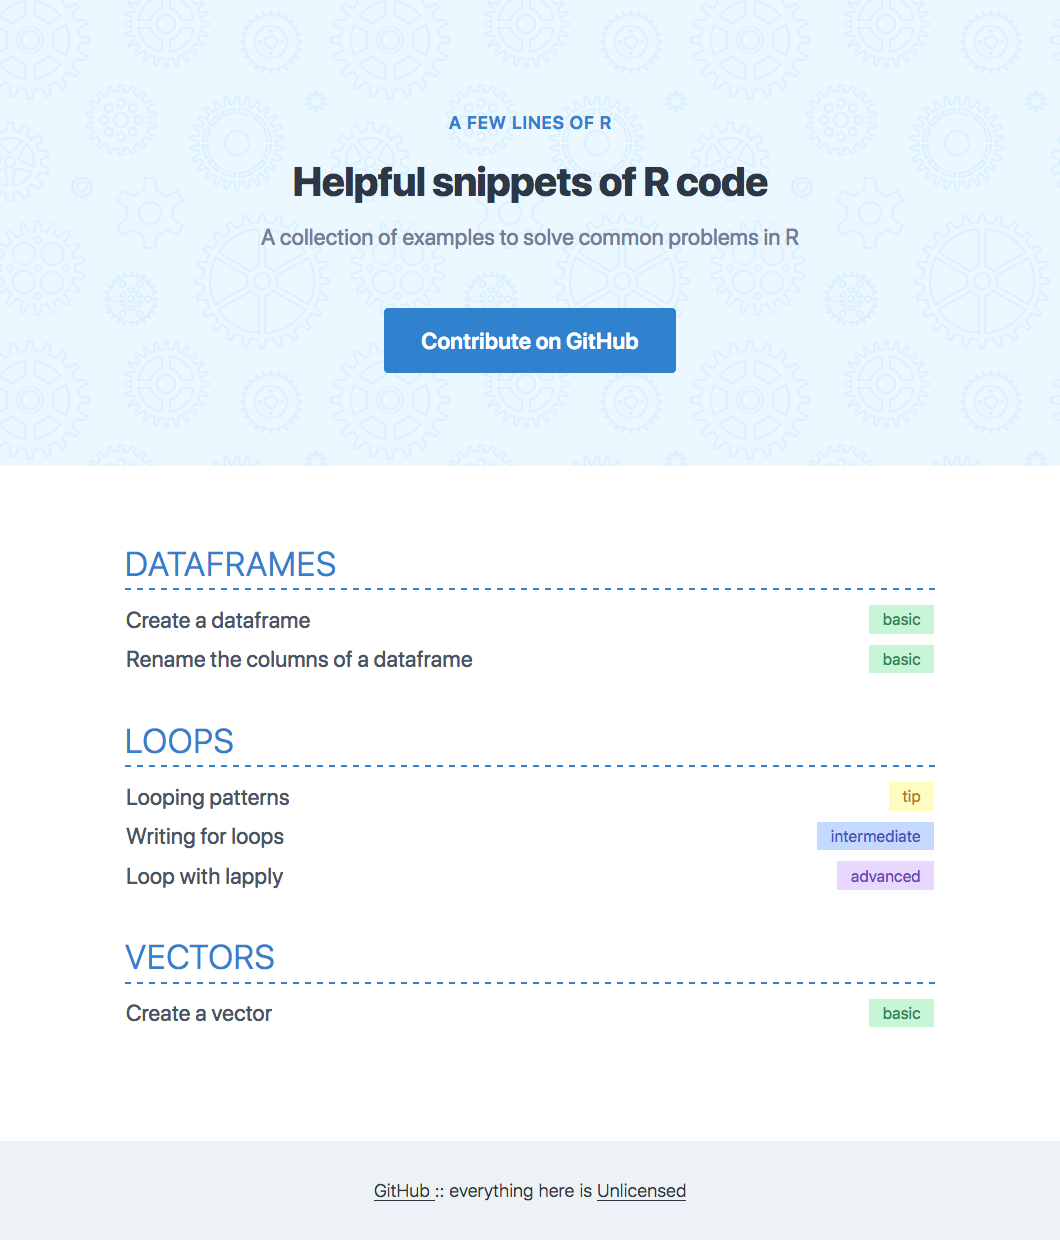 A FEW LINES OF R
Helpful snippets of R code
A collection of examples to solve common problems in R
Contribute on GitHub
DATAFRAMES
Create a dataframe basic
Rename the columns of a dataframe basic
LOOPS
Looping patterns tip
Writing for loops intermediate
Loop with lapply advanced
VECTORS
Create a vector basic
GitHub :: everything here is Unlicensed